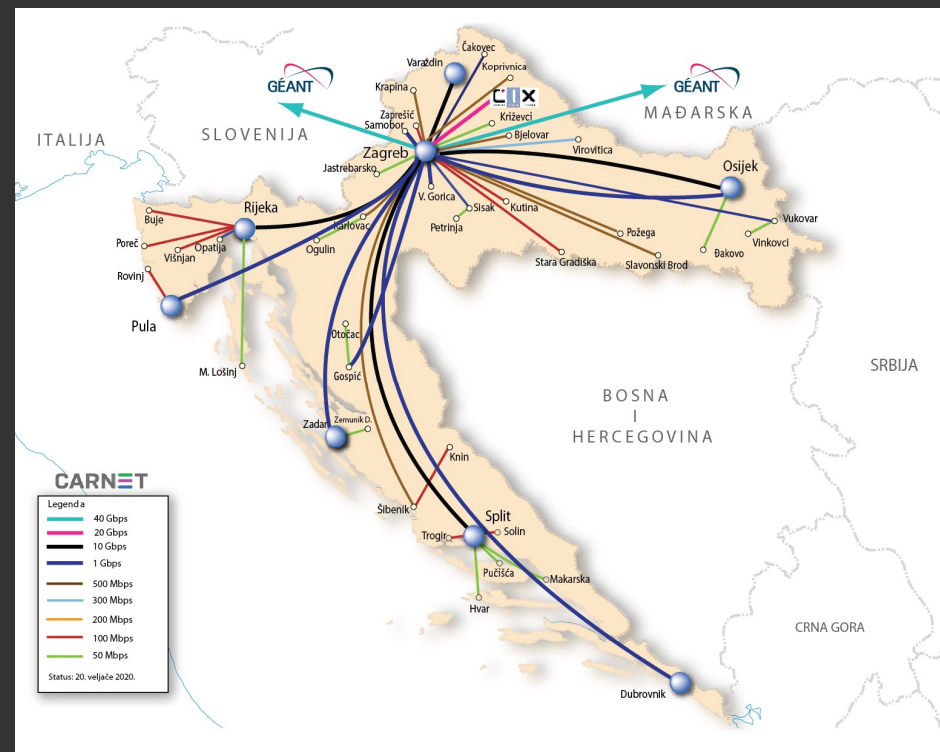 Čakovec
Varaždin
Koprivnica
GÉANT
GÉANT
Krapina
CIX
MAĐARSKA
ITALIJA
SLOVENIJA
Zaprešić
Samobor
Križevci
Bjelovar
Virovitica
Zagreb
Jastrebarsko
Osijek
V. Gorica
Sisak
Kutina
Petrinja
Rijeka
Buje
Karlovac
Vukovar
Požega
Vinkovci
Poreč
Opatija
Višnjan
Ogulin
Stara Gradiška
Slavonski Brod
Đakovo
Rovinj
Pula
Otočac
M. Lošinj
Gospić
SRBIJA
BOSNA
I
HERCEGOVINA
Zadar
Zemunik D.
Knin
Šibenik
Split
Trogir
Solin
Pučišća
Makarska
Hvar
CRNA GORA
Dubrovnik
CARNET
Legenda
40 Gbps
20 Gbps
10 Gbps
1 Gbps
500 Mbps
300 Mbps
200 Mbps
100 Mbps
50 Mbps
Status: 20. veljače 2020.